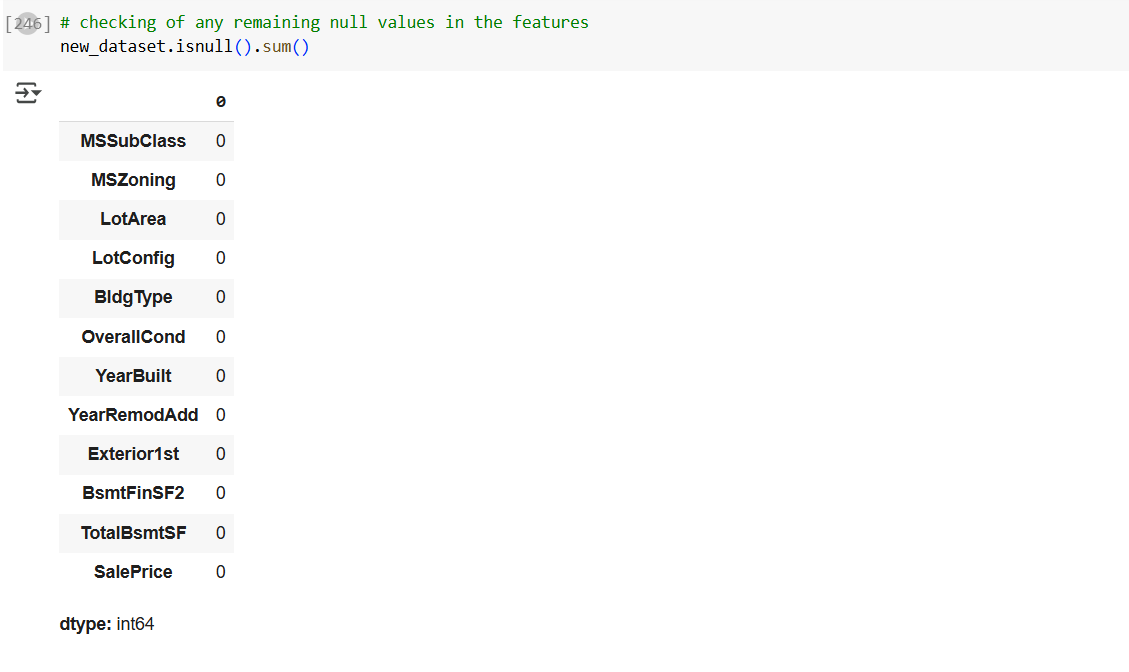 [246] # checking of any remaining null values in the features
new_dataset.isnull().sum()
0
MSSubClass 0
MSZoning 0
LotArea 0
LotConfig 0
BldgType 0
OverallCond 0
YearBuilt 0
YearRemodAdd 0
Exterior1st 0
BsmtFinSF2 0
TotalBsmtSF 0
SalePrice 0
dtype: int64